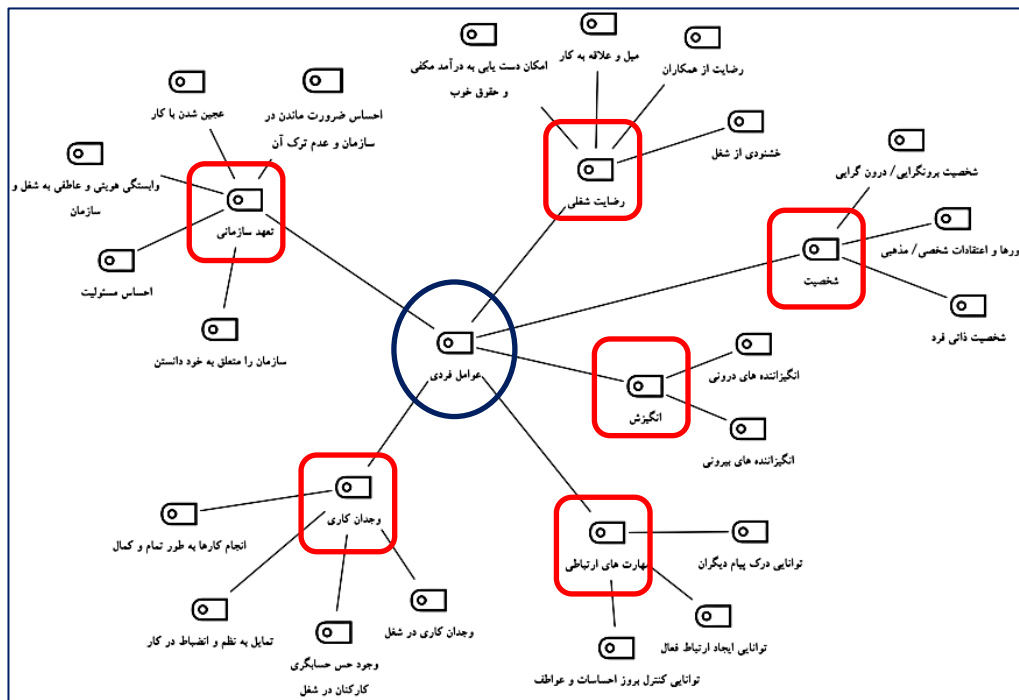 امکان دست یابی به درآمد مکفی
و حقوق خوب
میل و علاقه به کار
رضایت از همکاران
خشنودی از شغل
رضایت شغلی
عجین شدن با کار
احساس ضرورت ماندن در
سازمان و عدم ترک آن
وابستگی هویتی و عاطفی به شغل و
سازمان
تعهد سازمانی
احساس مسئولیت
سازمان را متعلق به خود دانستن
شخصیت برونگرایی/ درون گرایی
ورها و اعتقادات شخصی/ مذهبی
شخصیت
شخصیت ذاتی فرد
عوامل فردی
انگیزاننده های درونی
انگیزش
انگیزاننده های بیرونی
وجدان کاری
انجام کارها به طور تمام و کمال
تمایل به نظم و انضباط در کار
وجود حس حسابگری
کارکنان در شغل
وجدان کاری در شغل
مهارت های ارتباطی
توانایی درک پیام دیگران
توانایی ایجاد ارتباط فعال
توانایی کنترل بروز احساسات و عواطف